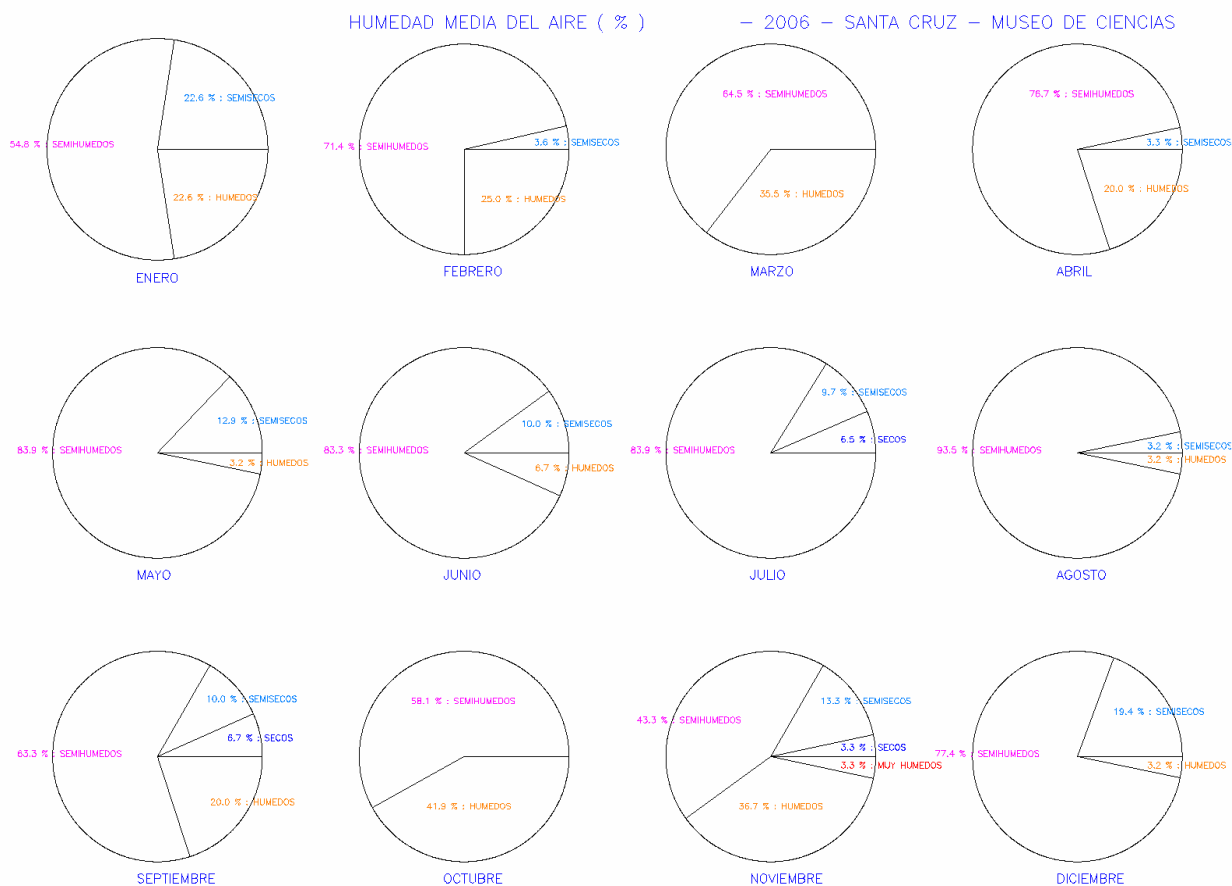 HUMEDAD MEDIA DEL AIRE ( % ) – 2006 – SANTA CRUZ – MUSEO DE CIENCIAS
22.6 % : SEMISECOS
54.8 % : SEMIHUMEDOS
22.6 % : HUMEDOS
ENERO
3.6 % : SEMISECOS
71.4 % : SEMIHUMEDOS
25.0 % : HUMEDOS
FEBRERO
64.5 % : SEMIHUMEDOS
35.5 % : HUMEDOS
MARZO
76.7 % : SEMIHUMEDOS
3.3 % : SEMISECOS
20.0 % : HUMEDOS
ABRIL
12.9 % : SEMISECOS
83.9 % : SEMIHUMEDOS
3.2 % : HUMEDOS
MAYO
10.0 % : SEMISECOS
83.3 % : SEMIHUMEDOS
6.7 % : HUMEDOS
JUNIO
9.7 % : SEMISECOS
6.5 % : SECOS
83.9 % : SEMIHUMEDOS
JULIO
3.2 % : SEMISECOS
93.5 % : SEMIHUMEDOS
3.2 % : HUMEDOS
AGOSTO
10.0 % : SEMISECOS
6.7 % : SECOS
63.3 % : SEMIHUMEDOS
20.0 % : HUMEDOS
SEPTIEMBRE
58.1 % : SEMIHUMEDOS
41.9 % : HUMEDOS
OCTUBRE
13.3 % : SEMISECOS
43.3 % : SEMIHUMEDOS
3.3 % : SECOS
3.3 % : MUY HUMEDOS
36.7 % : HUMEDOS
NOVIEMBRE
19.4 % : SEMISECOS
77.4 % : SEMIHUMEDOS
3.2 % : HUMEDOS
DICIEMBRE